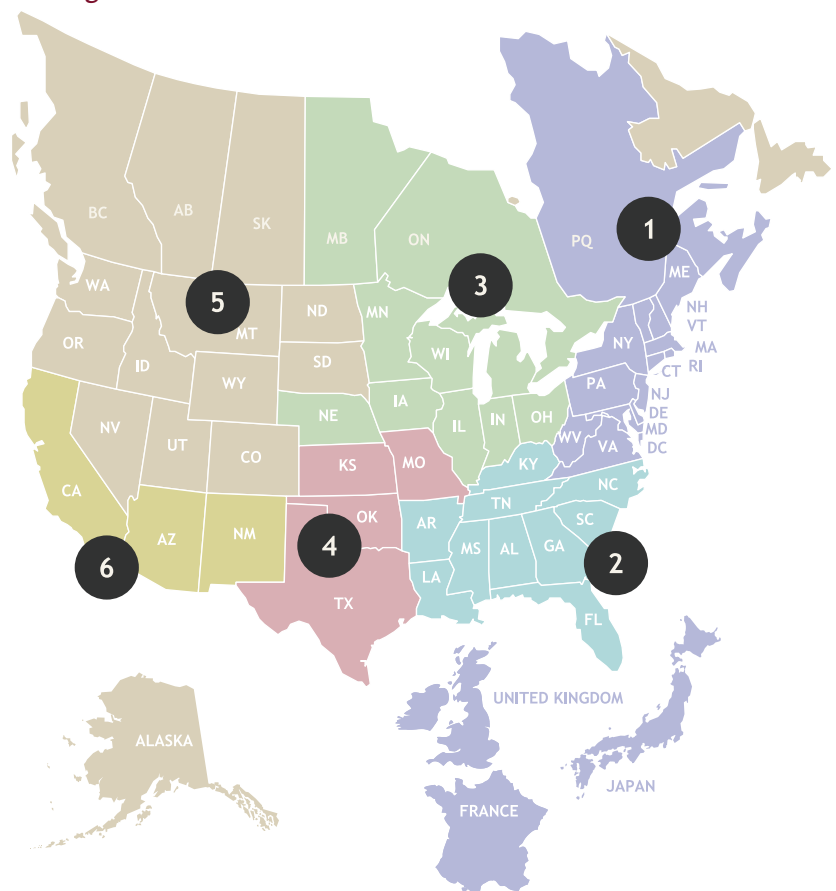 1
PQ
BC
AB
SK
MB
ON
3
ME
WA
5
ND
MN
NH
VT
MT
OR
NY
MA
WI
SD
ID
CT
RI
WY
PA
NJ
IA
NE
DE
NV
IL
IN
OH
MD
WV
VA
DC
UT
CO
KS
MO
KY
CA
TN
NC
OK
AR
SC
AZ
NM
4
MS
AL
GA
2
6
LA
TX
FL
UNITED KINGDOM
ALASKA
JAPAN
FRANCE